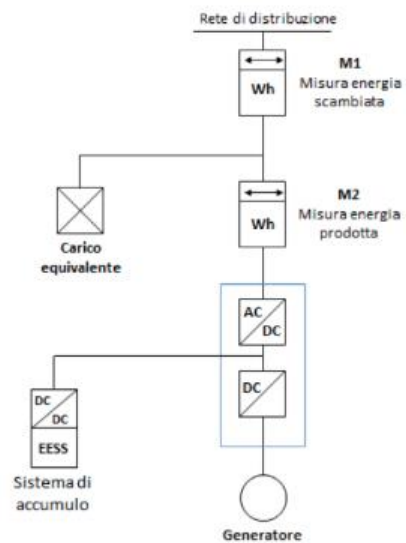 Rete di distribuzione
M1
Misura energia
scambiata
Wh
M2
Misura energia
prodotta
Wh
Carico
equivalente
AC
DC
DC
DC
DC
EESS
Sistema di
accumulo
Generatore